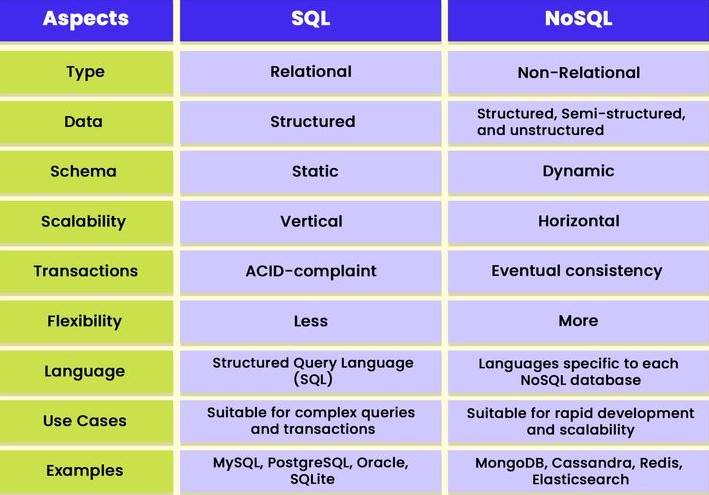 Aspects SQL NoSQL
Type Relational Non-Relational
Data Structured Structured, Semi-structured,
and unstructured
Schema Static Dynamic
Scalability Vertical Horizontal
Transactions ACID-complaint Eventual consistency
Flexibility Less More
Language Structured Query Language
(SQL) Languages specific to each
NoSQL database
Use Cases Suitable for complex queries
and transactions Suitable for rapid development
and scalability
Examples MySQL, PostgreSQL, Oracle,
SQLite MongoDB, Cassandra, Redis,
Elasticsearch